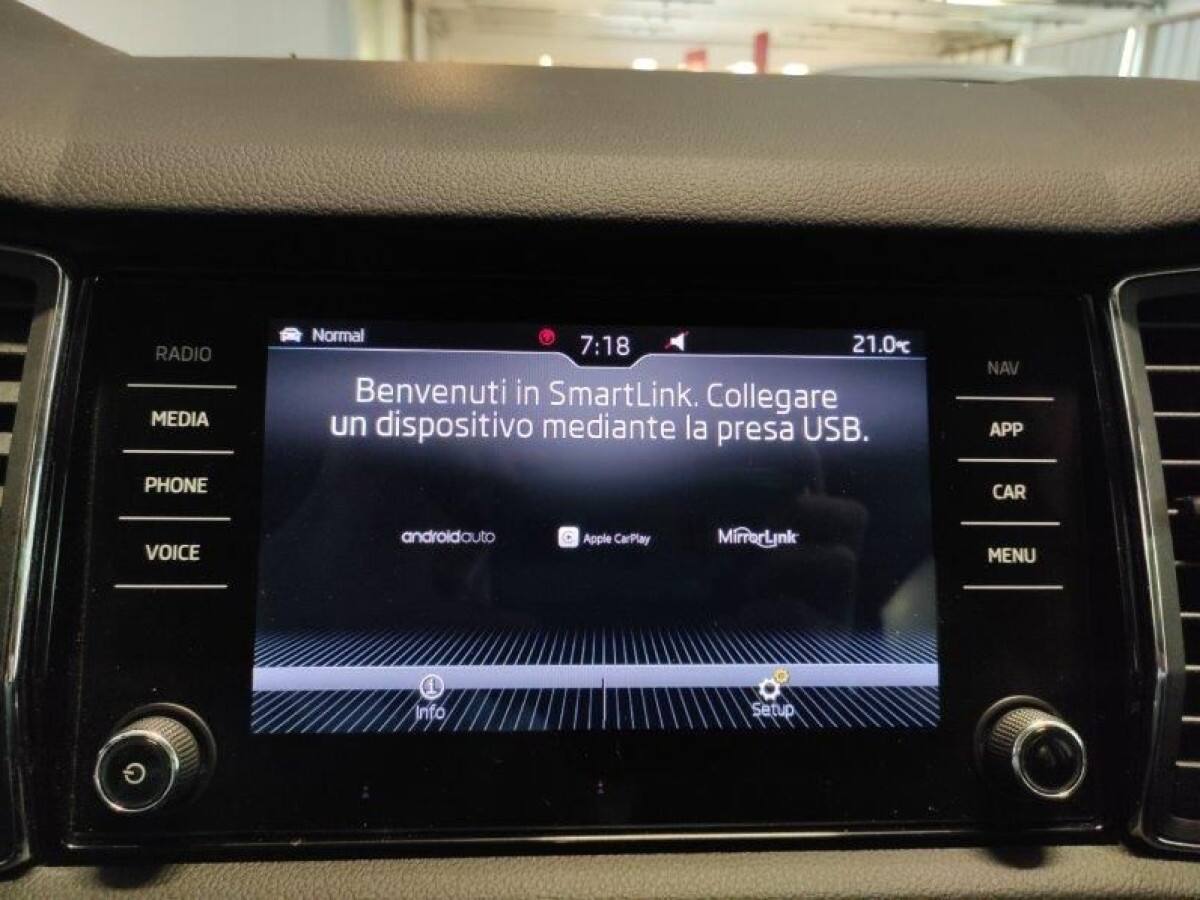 Normal
7:18
21.0°C
RADIO
MEDIA
PHONE
VOICE
Benvenuti in SmartLink. Collegare
un dispositivo mediante la presa USB.
androidauto
Apple CarPlay
MirrorLink
Info
Setup
NAV
APP
CAR
MENU